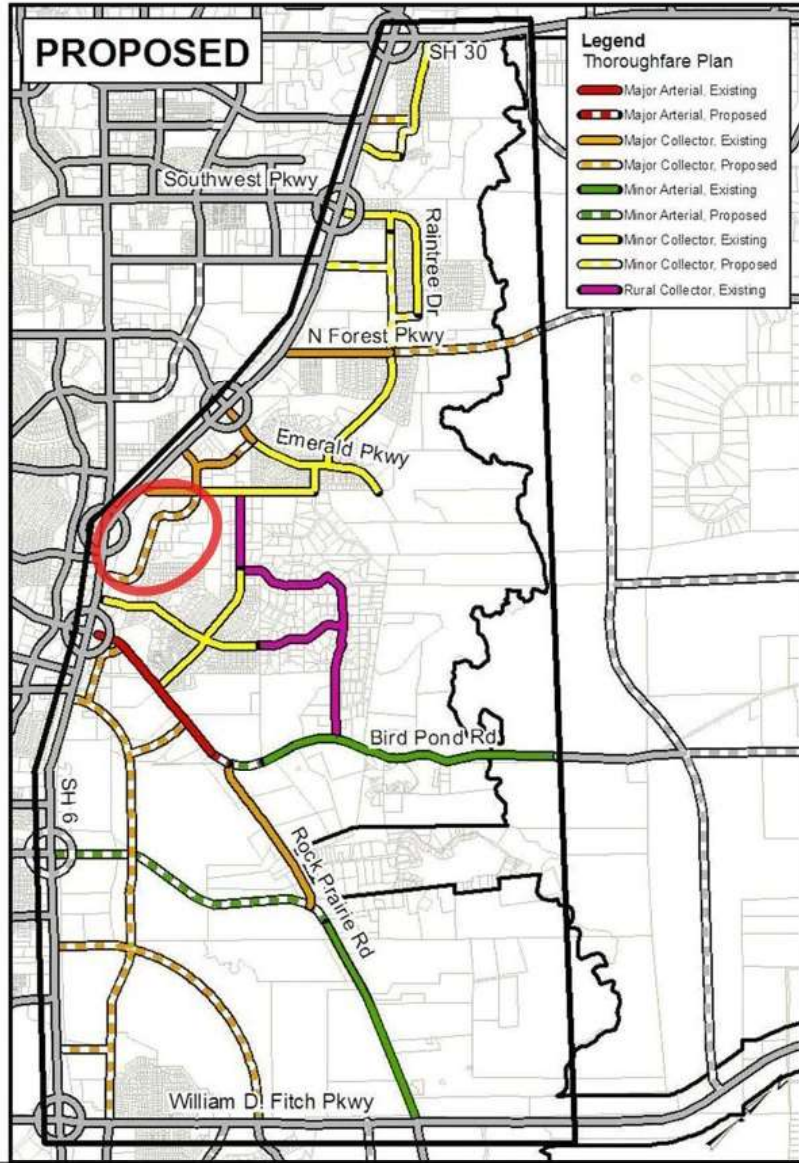 PROPOSED
SH 30
Legend
Thoroughfare Plan
Major Arterial, Existing
Major Arterial, Proposed
Major Collector, Existing
Major Collector, Proposed
Minor Arterial, Existing
Minor Arterial, Proposed
Minor Collector, Existing
Minor Collector, Proposed
Rural Collector, Existing
Southwest Pkwy
Raintree Dr
N Forest Pkwy
Emerald Pkwy
Bird Pond Rd
SH 6
Rock Prairie Rd
William D. Fitch Pkwy